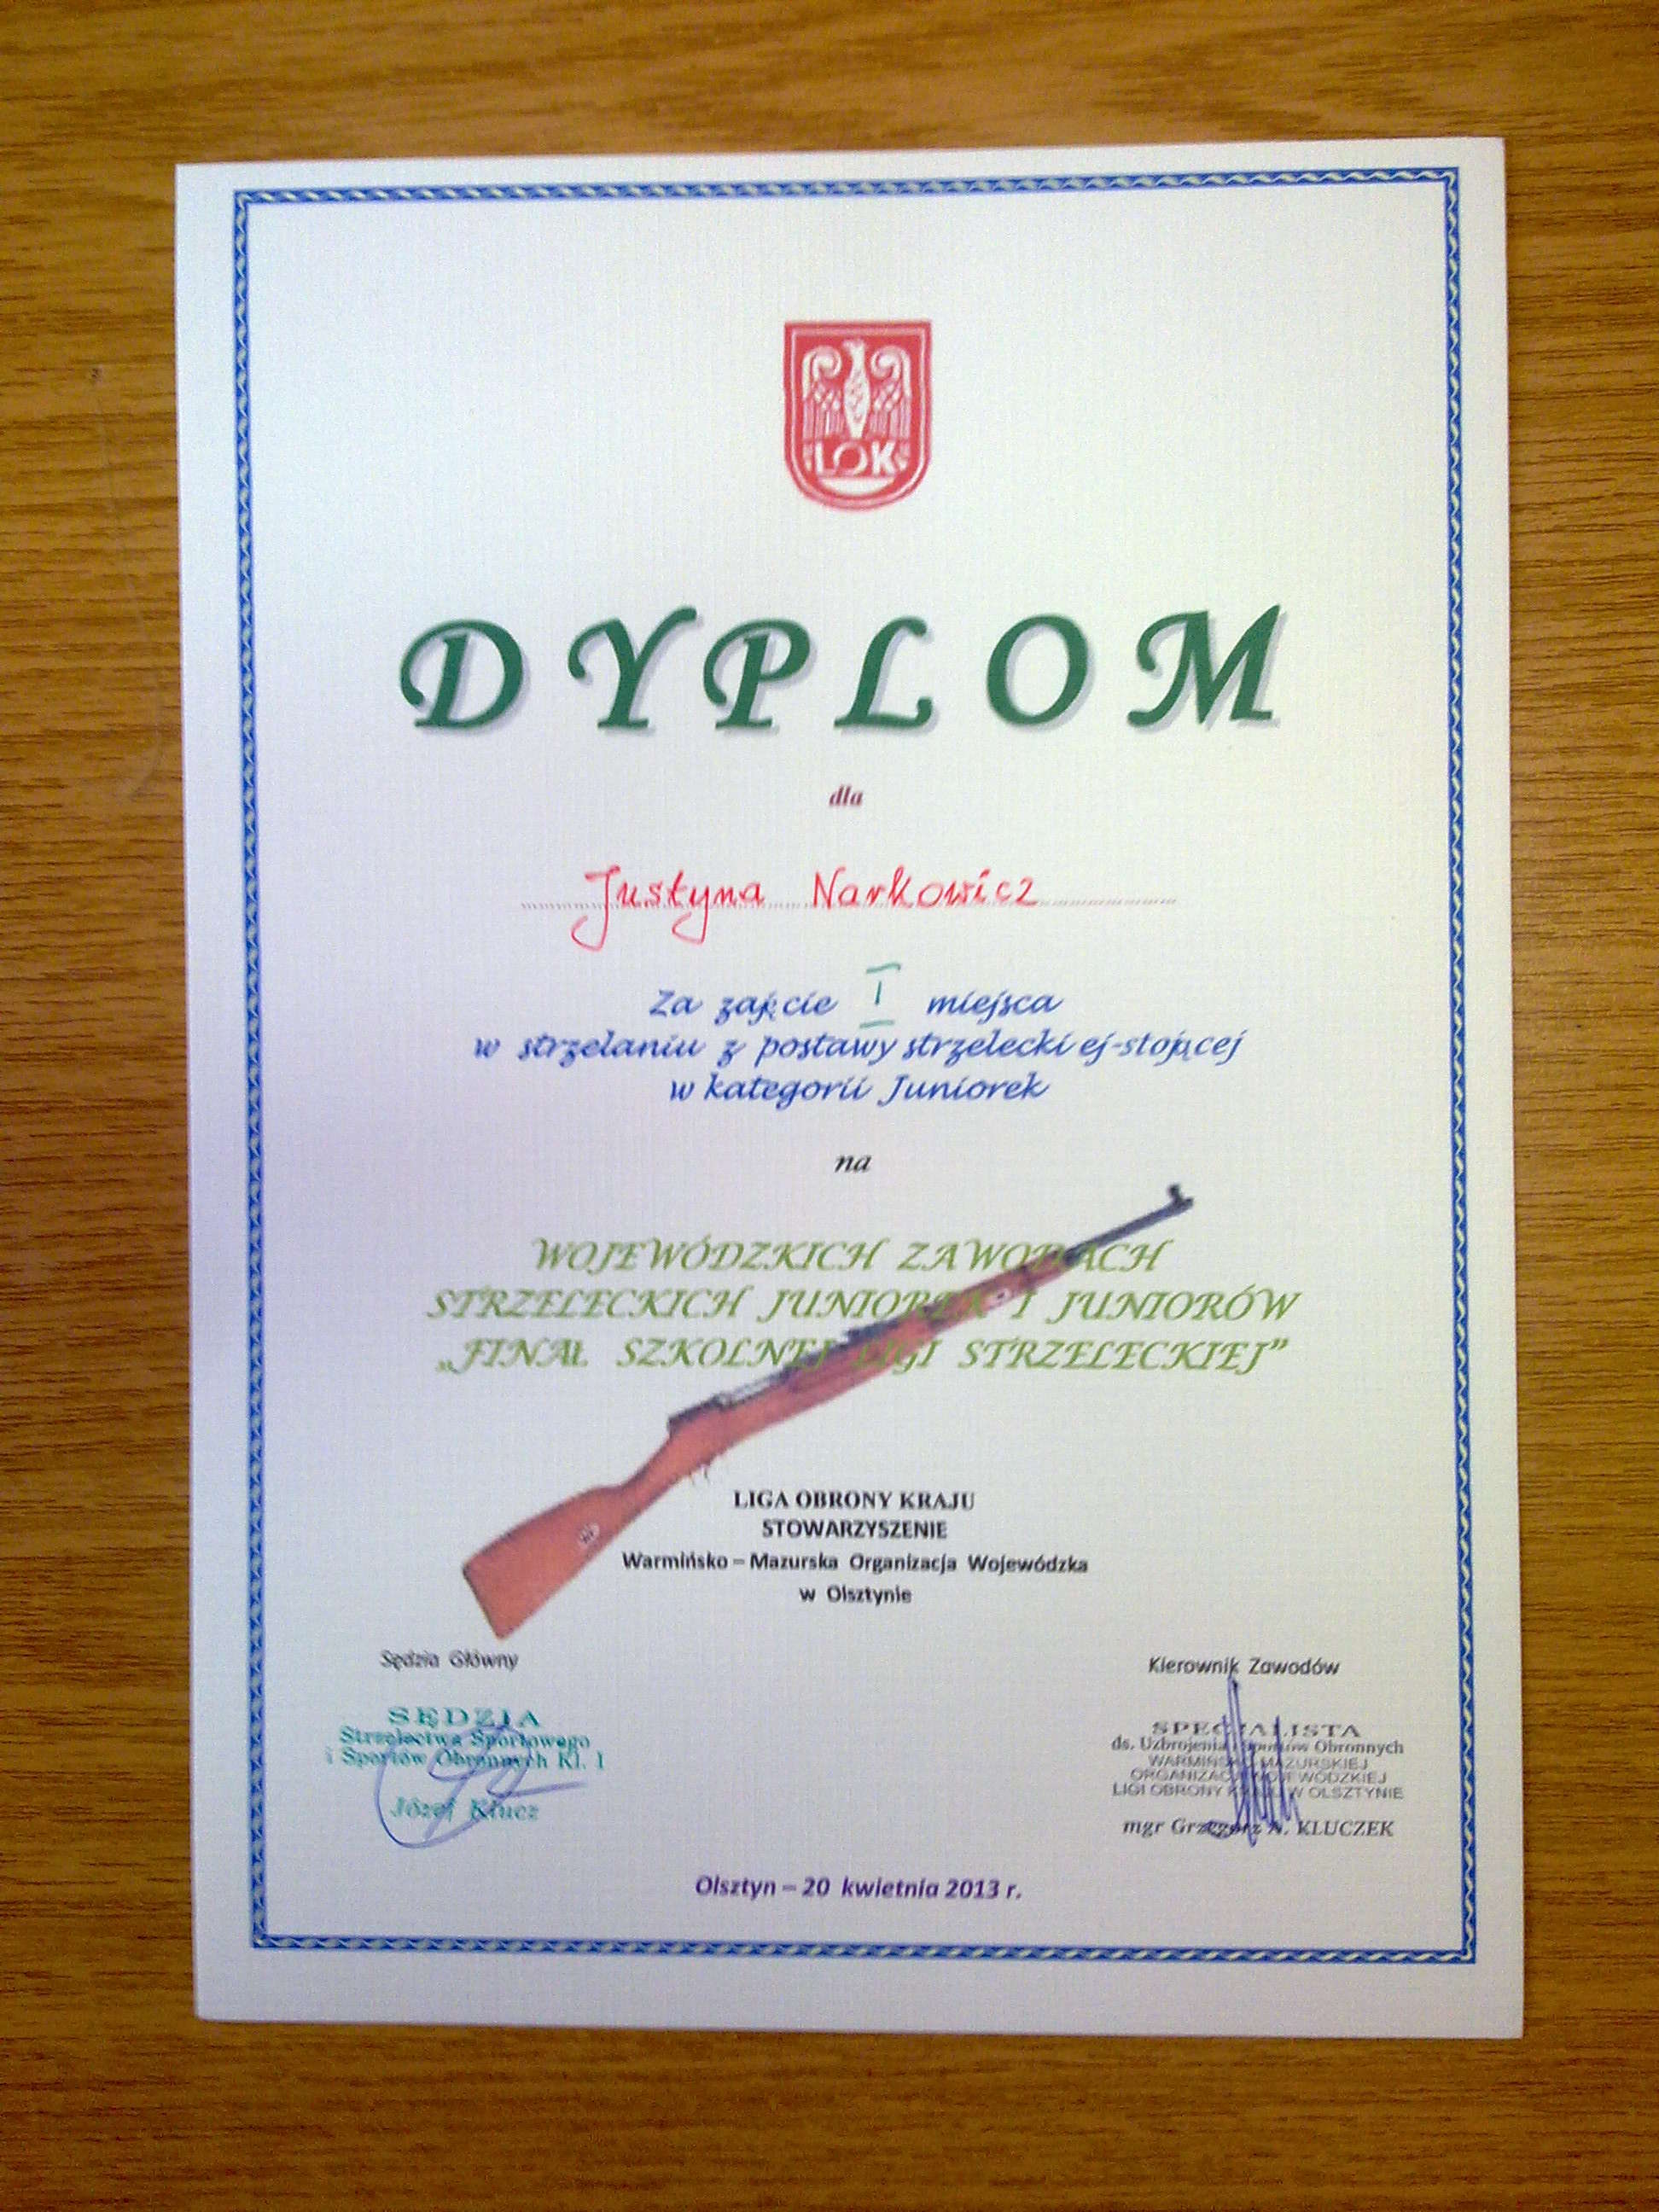 LOK
DYPLOM
dla
Justyna Narkowicz
Za zajęcie I miejsca
w strzelaniu z postawy strzeleckiej-stojącej
w kategorii Juniorek
na
WOJEWÓDZKICH ZAWODACH
STRZELECKICH JUNIOREK I JUNIORÓW
„FINAŁ SZKOLNEJ LIGI STRZELECKIEJ”
LIGA OBRONY KRAJU
STOWARZYSZENIE
Warmińsko – Mazurska Organizacja Wojewódzka
w Olsztynie
Sędzia Główny
SĘDZIA
Strzelectwa Sportowego
i Sportów Obronnych Kl. I
Józef Klucz
Kierownik Zawodów
SPECJALISTA
ds. Uzbrojenia i Sportów Obronnych
WARMIŃSKO-MAZURSKIEJ
ORGANIZACJI WOJEWÓDZKIEJ
LIGI OBRONY KRAJU W OLSZTYNIE
mgr Grzegorz A. KLUCZEK
Olsztyn – 20 kwietnia 2013 r.